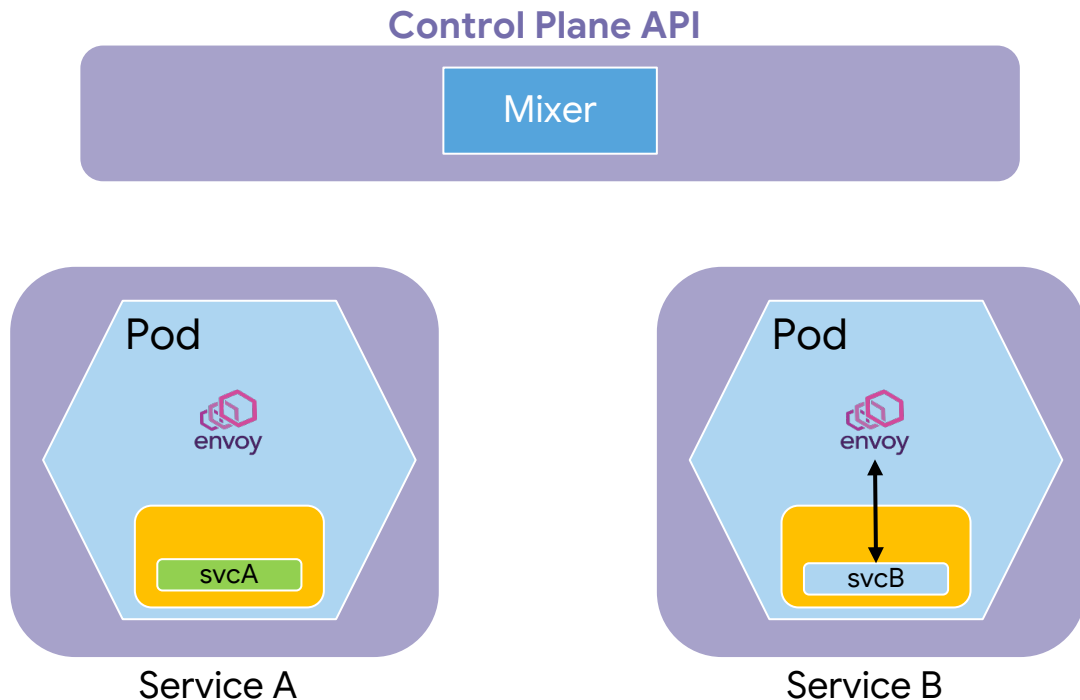 Control Plane API
Mixer
Pod
envoy
svcA
Service A
Pod
envoy
svcB
Service B